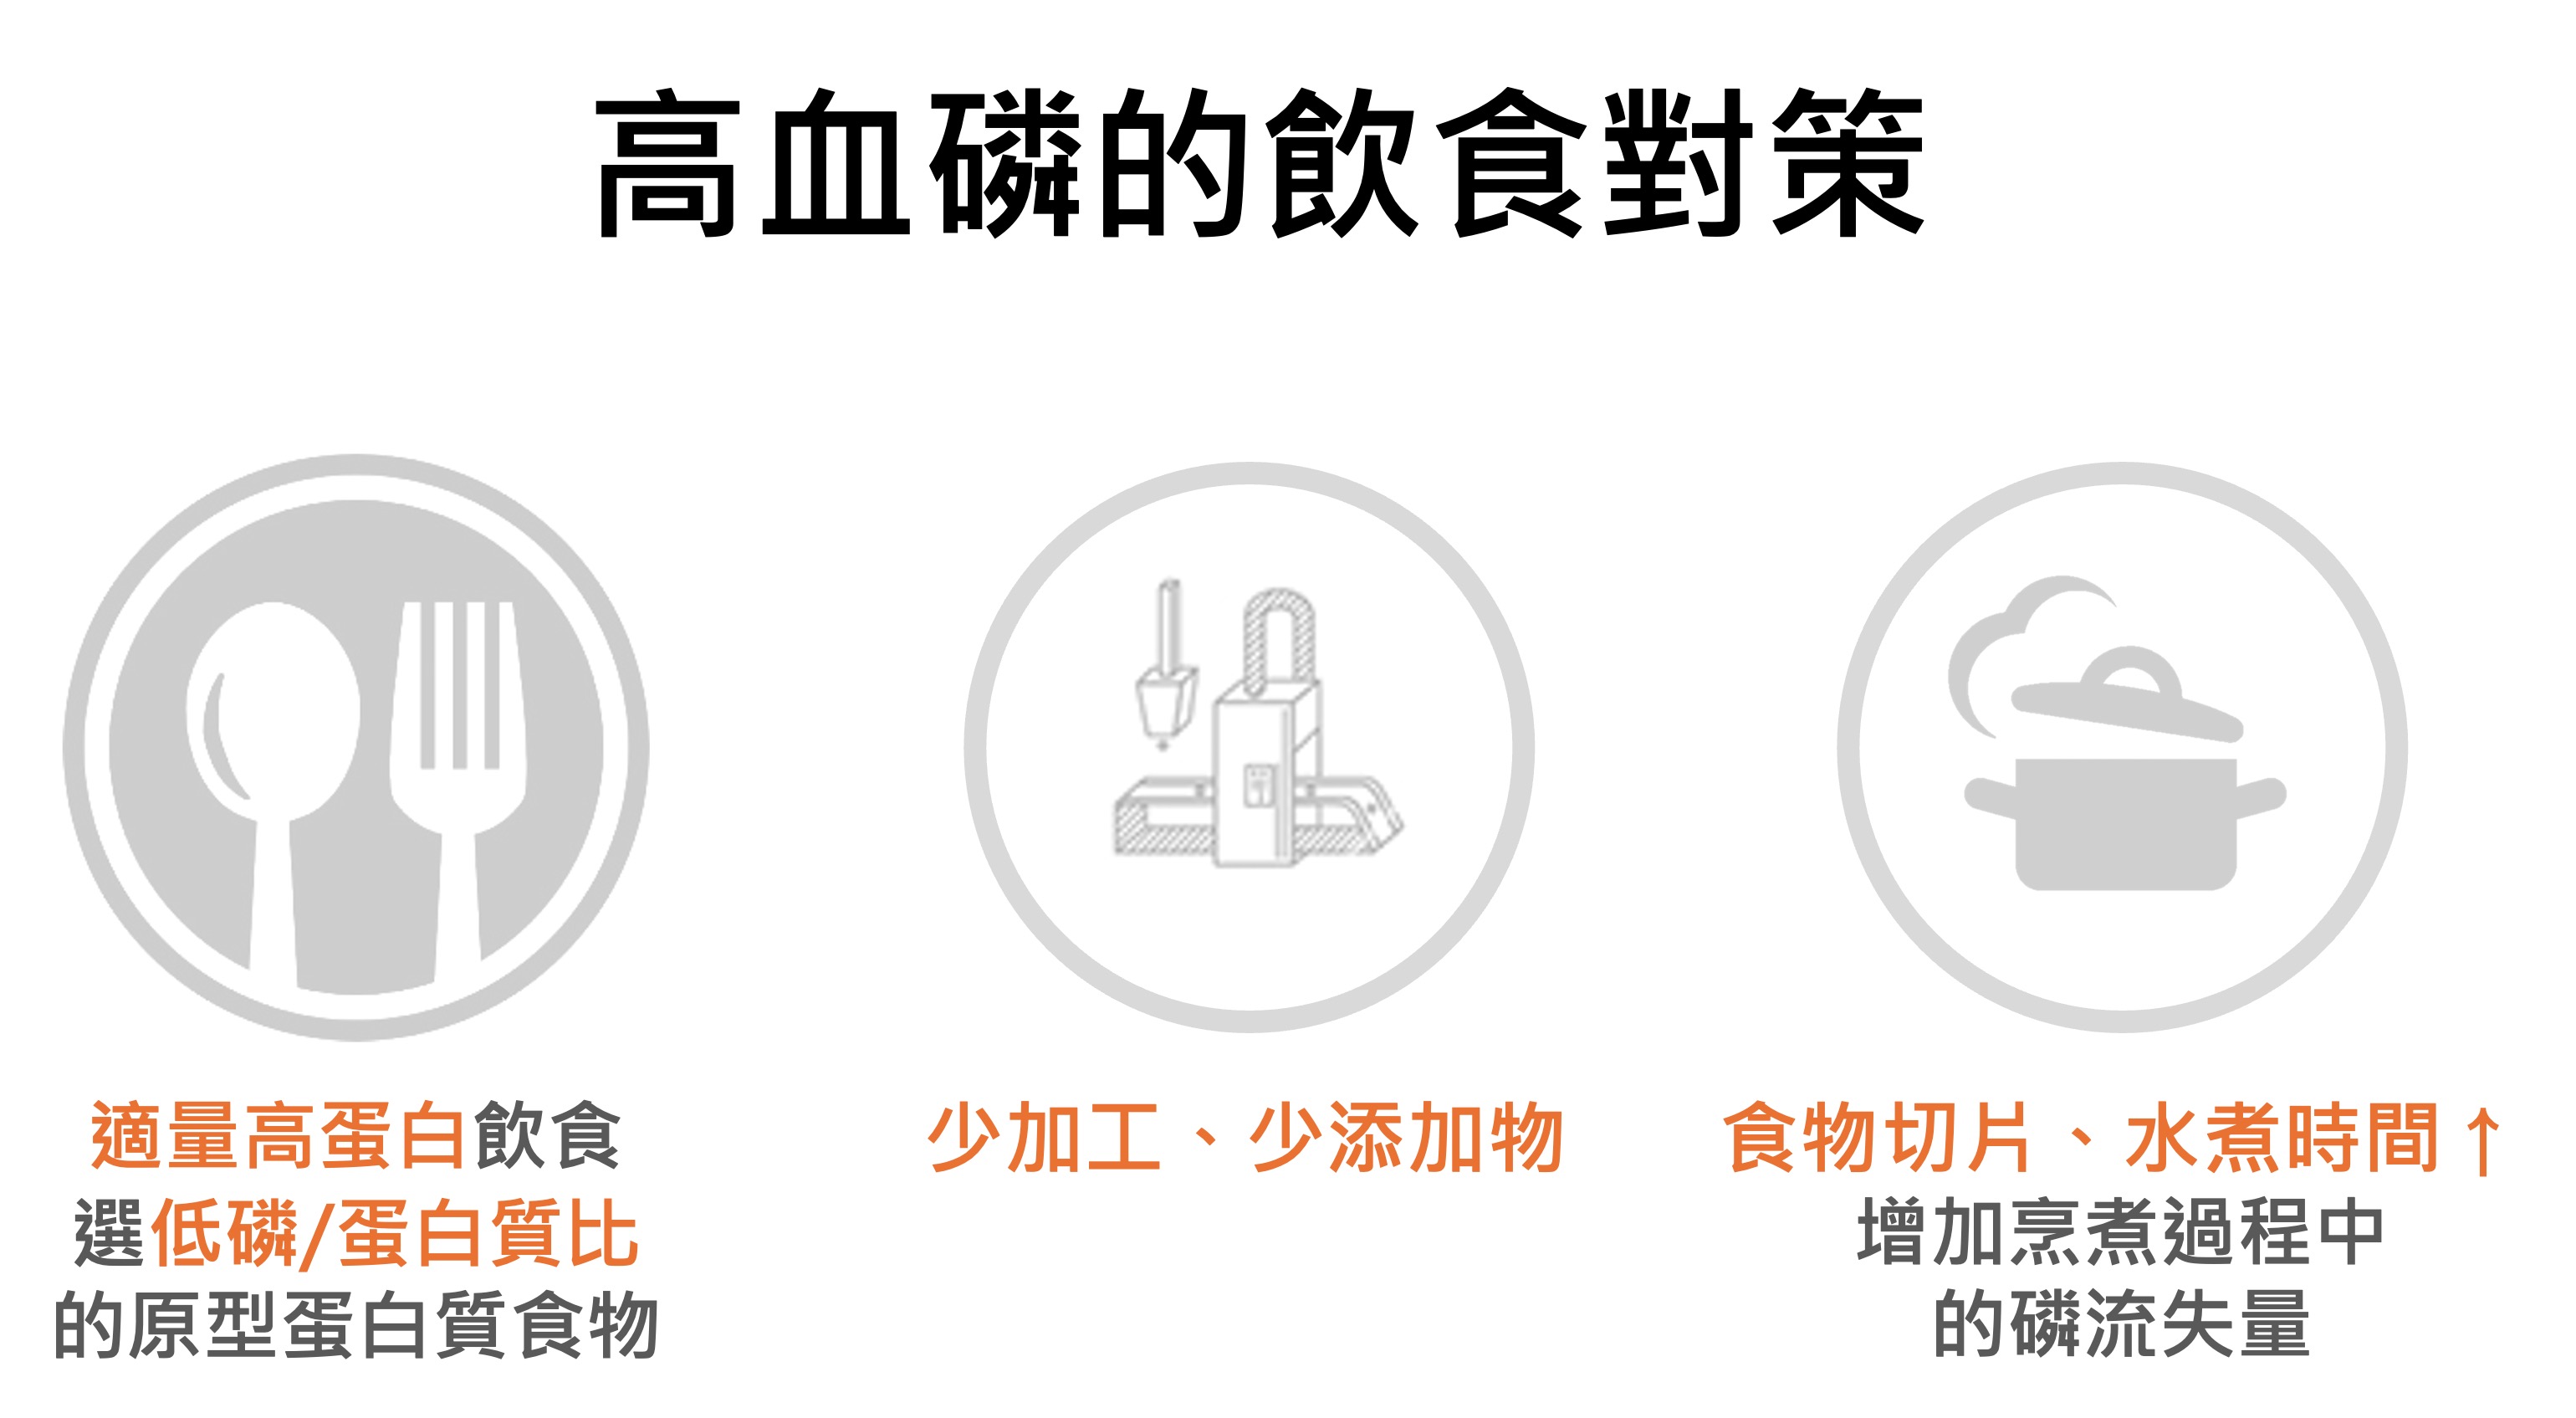 高血磷的飲食對策
適量高蛋白飲食
選低磷/蛋白質比
的原型蛋白質食物
少加工、少添加物
食物切片、水煮時間↑
增加烹煮過程中
的磷流失量